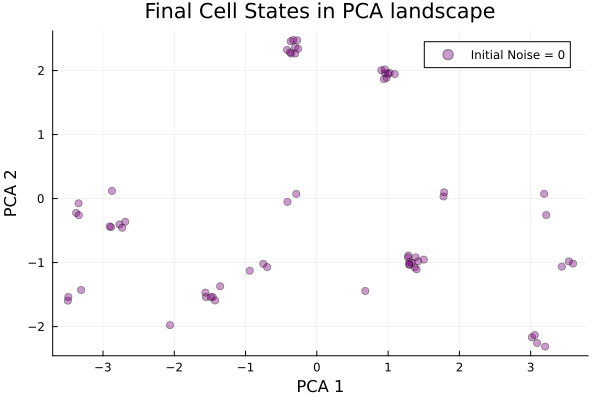 Final Cell States in PCA landscape
Initial Noise = 0
PCA 2
2
1
0
−1
−2
−3 −2 −1 0 1 2 3
PCA 1